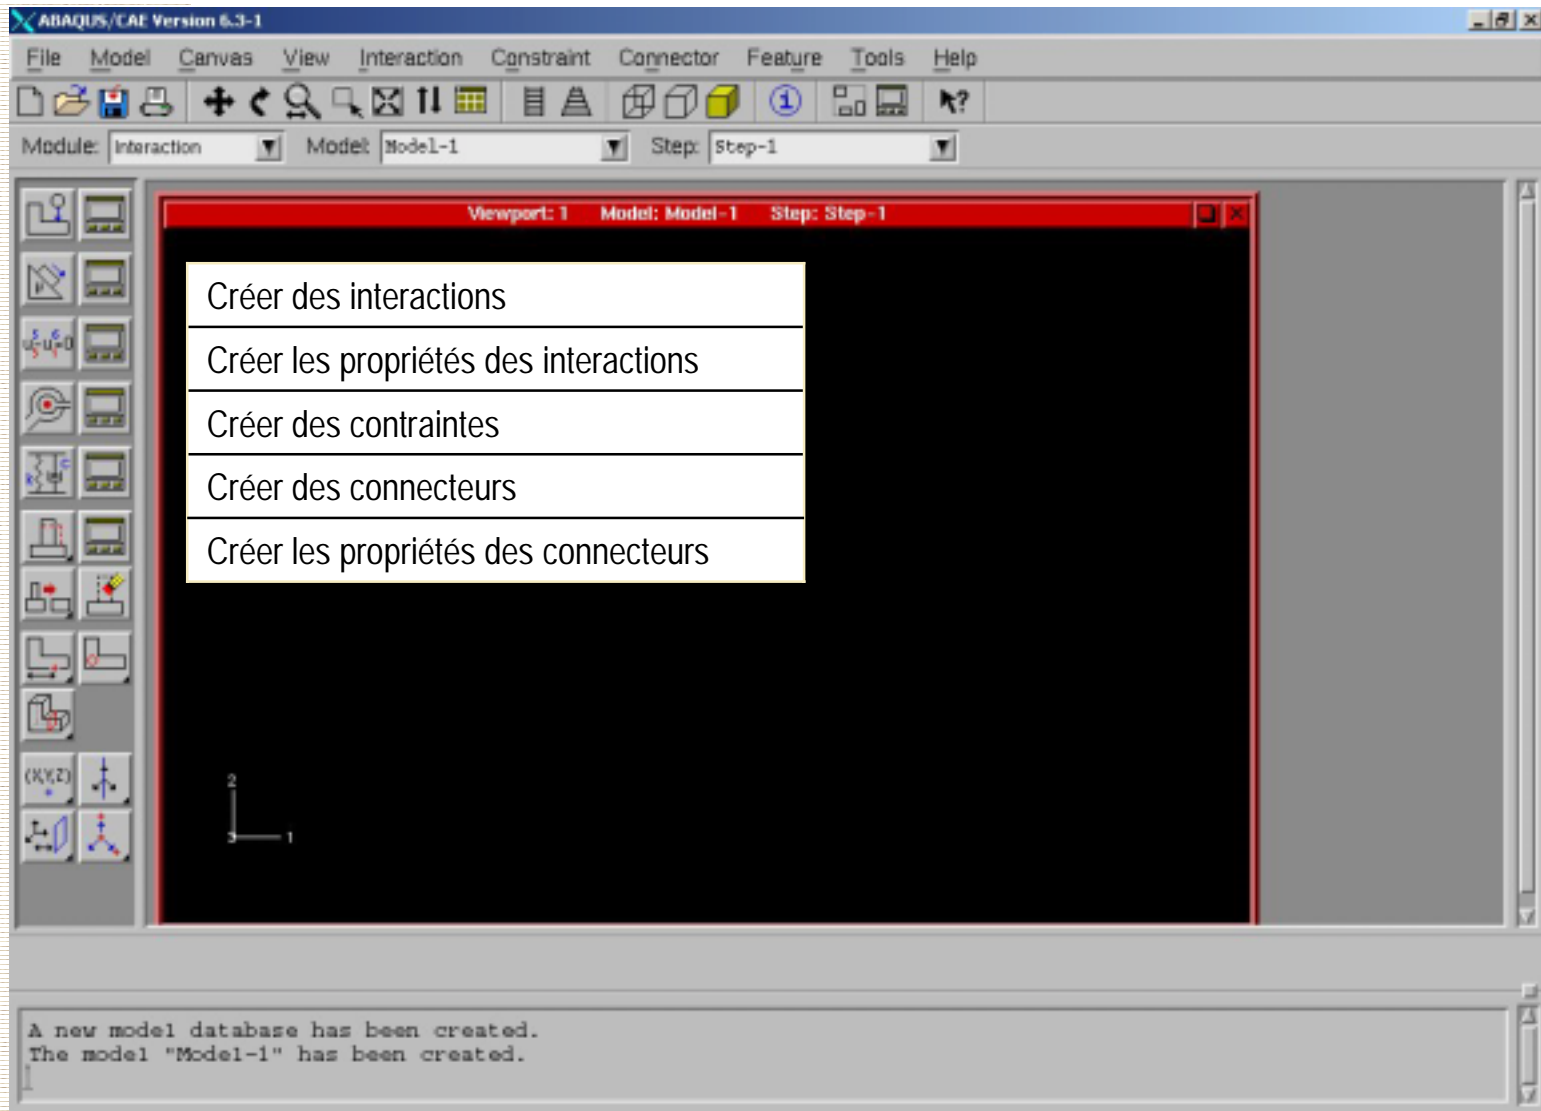 ABAQUS/CAE Version 6.3-1
File Model Canvas View Interaction Constraint Connector Feature Tools Help
Module: Interaction Model: Model-1 Step: Step-1
Viewport: 1 Model: Model-1 Step: Step-1
Créer des interactions
Créer les propriétés des interactions
Créer des contraintes
Créer des connecteurs
Créer les propriétés des connecteurs
(X,Y,Z)
2
3 1
A new model database has been created.
The model "Model-1" has been created.